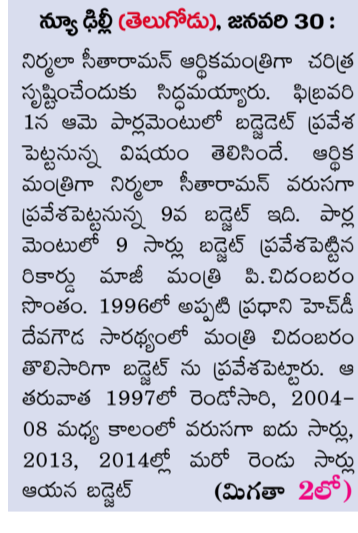 న్యూ ఢిల్లీ (తెలుగోడు), జనవరి 30 :
నిర్మలా సీతారామన్ ఆర్థికమంత్రిగా చరిత్ర
సృష్టించేందుకు సిద్ధమయ్యారు. ఫిబ్రవరి
1న ఆమె పార్లమెంటులో బడ్జెడెట్ ప్రవేశ
పెట్టనున్న విషయం తెలిసిందే. ఆర్థిక
మంత్రిగా నిర్మలా సీతారామన్ వరుసగా
ప్రవేశపెట్టనున్న 9వ బడ్జెట్ ఇది. పార్ల
మెంటులో 9 సార్లు బడ్జెట్ ప్రవేశపెట్టిన
రికార్డు మాజీ మంత్రి పి.చిదంబరం
సొంతం. 1996లో అప్పటి ప్రధాని హెచ్‌డీ
దేవగౌడ సారథ్యంలో మంత్రి చిదంబరం
తొలిసారిగా బడ్జెట్ ను ప్రవేశపెట్టారు. ఆ
తరువాత 1997లో రెండోసారి, 2004-
08 మధ్య కాలంలో వరుసగా ఐదు సార్లు,
2013, 2014ల్లో మరో రెండు సార్లు
ఆయన బడ్జెట్ (మిగతా 2లో)